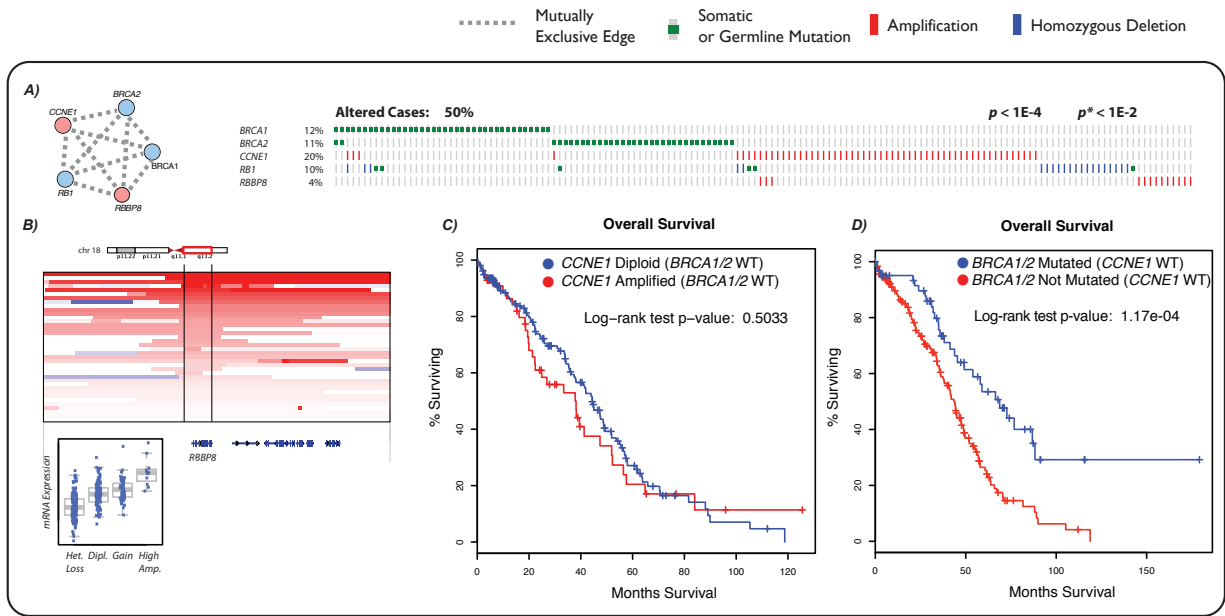 Mutually
Exclusive Edge
Somatic
or Germline Mutation
Amplification
Homozygous Deletion
A)
BRCA2
CCNE1
BRCA1
RB1
RBBP8
Altered Cases: 50%
p < 1E-4
p* < 1E-2
BRCA1 12%
BRCA2 11%
CCNE1 20%
RB1 10%
RBBP8 4%
B)
chr 18
p11.22 p11.21 q11.1 q11.2
RBBP8
mRNA Expression
Het. Loss
Dipl.
Gain
High Amp.
C)
Overall Survival
CCNE1 Diploid (BRCA1/2 WT)
CCNE1 Amplified (BRCA1/2 WT)
Log-rank test p-value: 0.5033
% Surviving
100
80
60
40
20
0
0 20 40 60 80 100 120
Months Survival
D)
Overall Survival
BRCA1/2 Mutated (CCNE1 WT)
BRCA1/2 Not Mutated (CCNE1 WT)
Log-rank test p-value: 1.17e-04
% Surviving
100
80
60
40
20
0
0 50 100 150
Months Survival